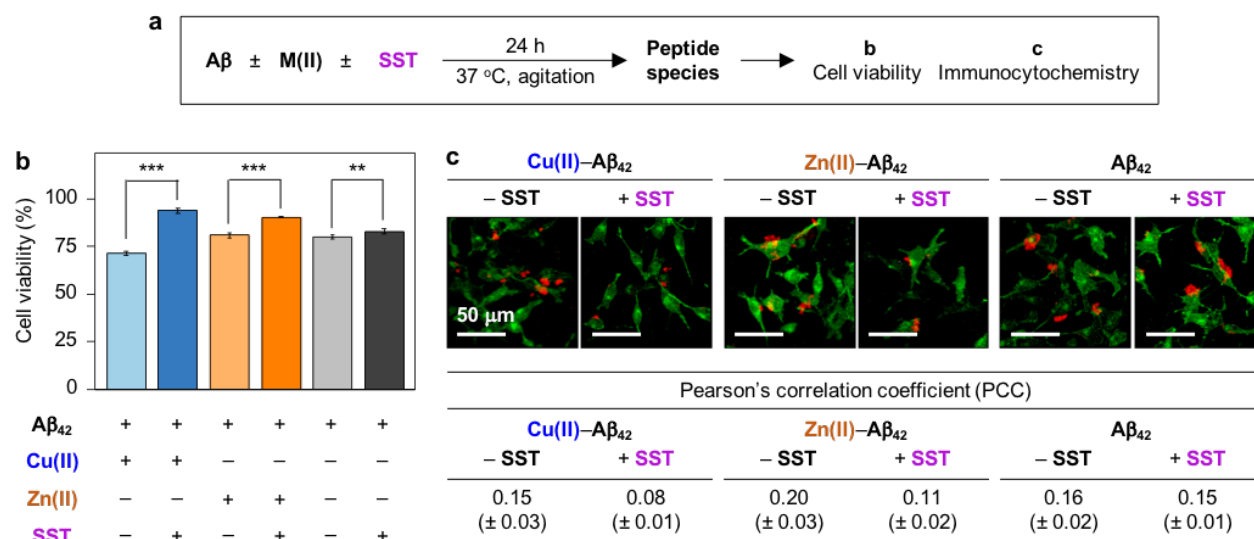 a
Aβ ± M(II) ± SST
24 h
37 °C, agitation
Peptide
species
b
Cell viability
c
Immunocytochemistry
b
Cell viability (%)
100
75
50
25
0
*** *** **
Aβ42 + + + + + +
Cu(II) + + – – – –
Zn(II) – – + + – –
SST – + – + – +
c
Cu(II)–Aβ42 Zn(II)–Aβ42 Aβ42
– SST + SST – SST + SST – SST + SST
50 μm
Pearson's correlation coefficient (PCC)
Cu(II)–Aβ42 Zn(II)–Aβ42 Aβ42
– SST + SST – SST + SST – SST + SST
0.15 0.08 0.20 0.11 0.16 0.15
(± 0.03) (± 0.01) (± 0.03) (± 0.02) (± 0.02) (± 0.01)